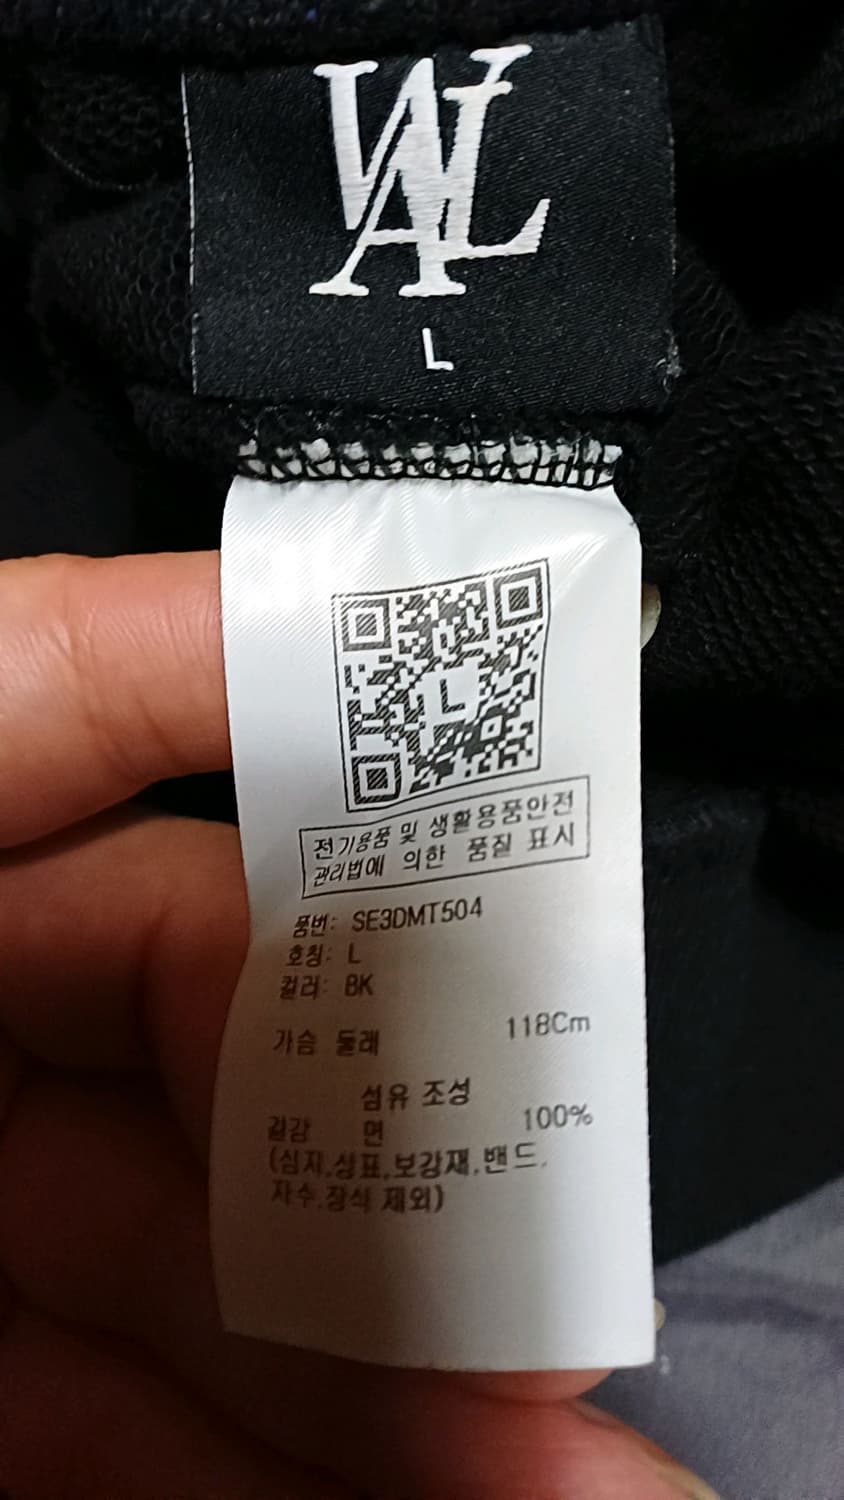 WAL
L
L
전기용품 및 생활용품안전
관리법에 의한 품질 표시
품번: SE3DMT504
호칭: L
컬러: BK
가슴 둘레 118Cm
섬유 조성
겉감 면 100%
(심지,상표,보강재,밴드,
자수,장식 제외)